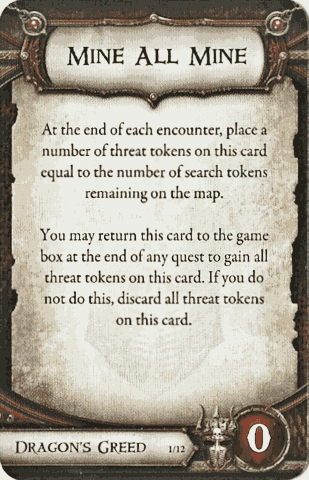 Mine All Mine
At the end of each encounter, place a
number of threat tokens on this card
equal to the number of search tokens
remaining on the map.
You may return this card to the game
box at the end of any quest to gain all
threat tokens on this card. If you do
not do this, discard all threat tokens
on this card.
Dragon's Greed 1/12 0